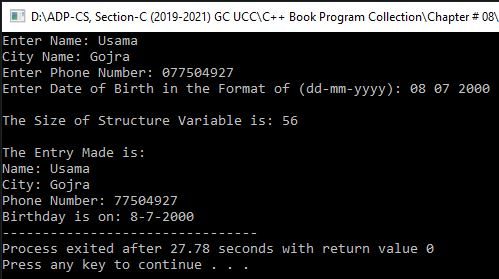 D:\ADP-CS, Section-C (2019-2021) GC UCC\C++ Book Program Collection\Chapter # 08\
Enter Name: Usama
City Name: Gojra
Enter Phone Number: 077504927
Enter Date of Birth in the Format of (dd-mm-yyyy): 08 07 2000
The Size of Structure Variable is: 56
The Entry Made is:
Name: Usama
City: Gojra
Phone Number: 77504927
Birthday is on: 8-7-2000
--------------------------------
Process exited after 27.78 seconds with return value 0
Press any key to continue . . .